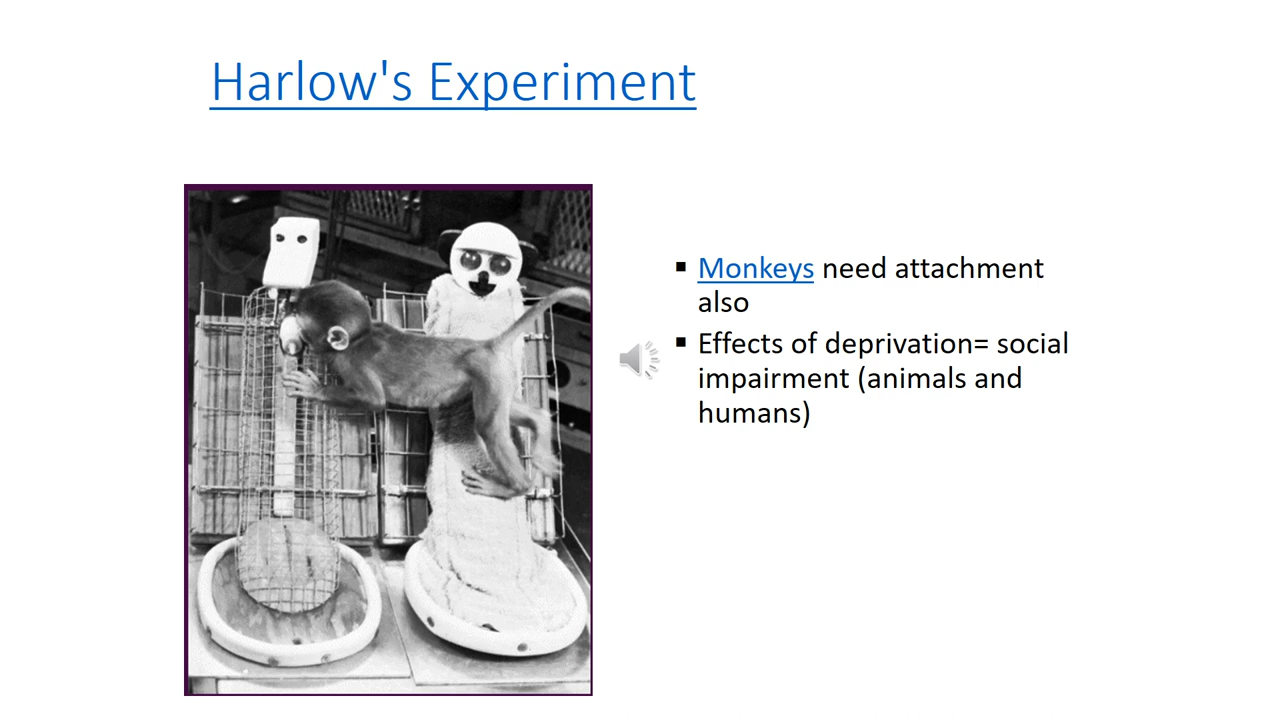 Harlow's Experiment
▪ Monkeys need attachment
also
▪ Effects of deprivation= social
impairment (animals and
humans)